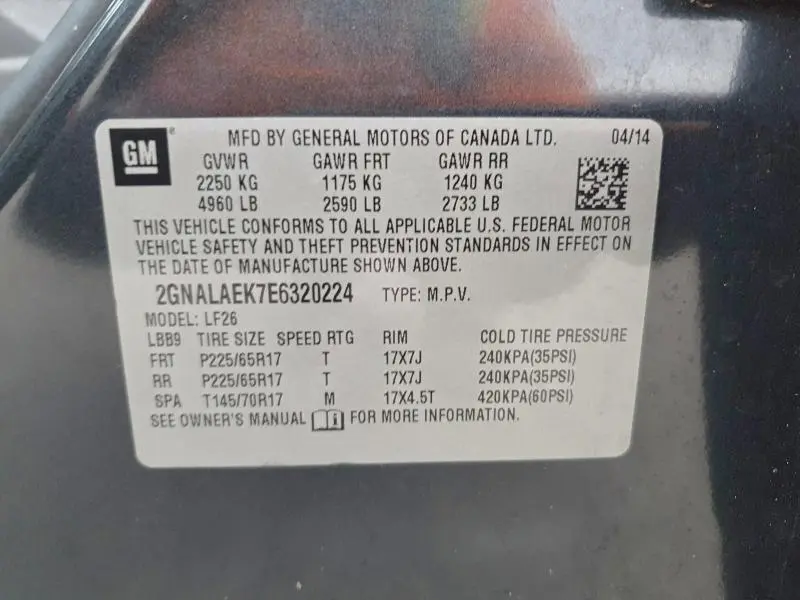 GM
MFD BY GENERAL MOTORS OF CANADA LTD. 04/14
GVWR GAWR FRT GAWR RR
2250 KG 1175 KG 1240 KG
4960 LB 2590 LB 2733 LB
THIS VEHICLE CONFORMS TO ALL APPLICABLE U.S. FEDERAL MOTOR
VEHICLE SAFETY AND THEFT PREVENTION STANDARDS IN EFFECT ON
THE DATE OF MANUFACTURE SHOWN ABOVE.
2GNALAEK7E6320224 TYPE: M.P.V.
MODEL: LF26
LBB9 TIRE SIZE SPEED RTG RIM COLD TIRE PRESSURE
FRT P225/65R17 T 17X7J 240KPA(35PSI)
RR P225/65R17 T 17X7J 240KPA(35PSI)
SPA T145/70R17 M 17X4.5T 420KPA(60PSI)
SEE OWNER'S MANUAL FOR MORE INFORMATION.